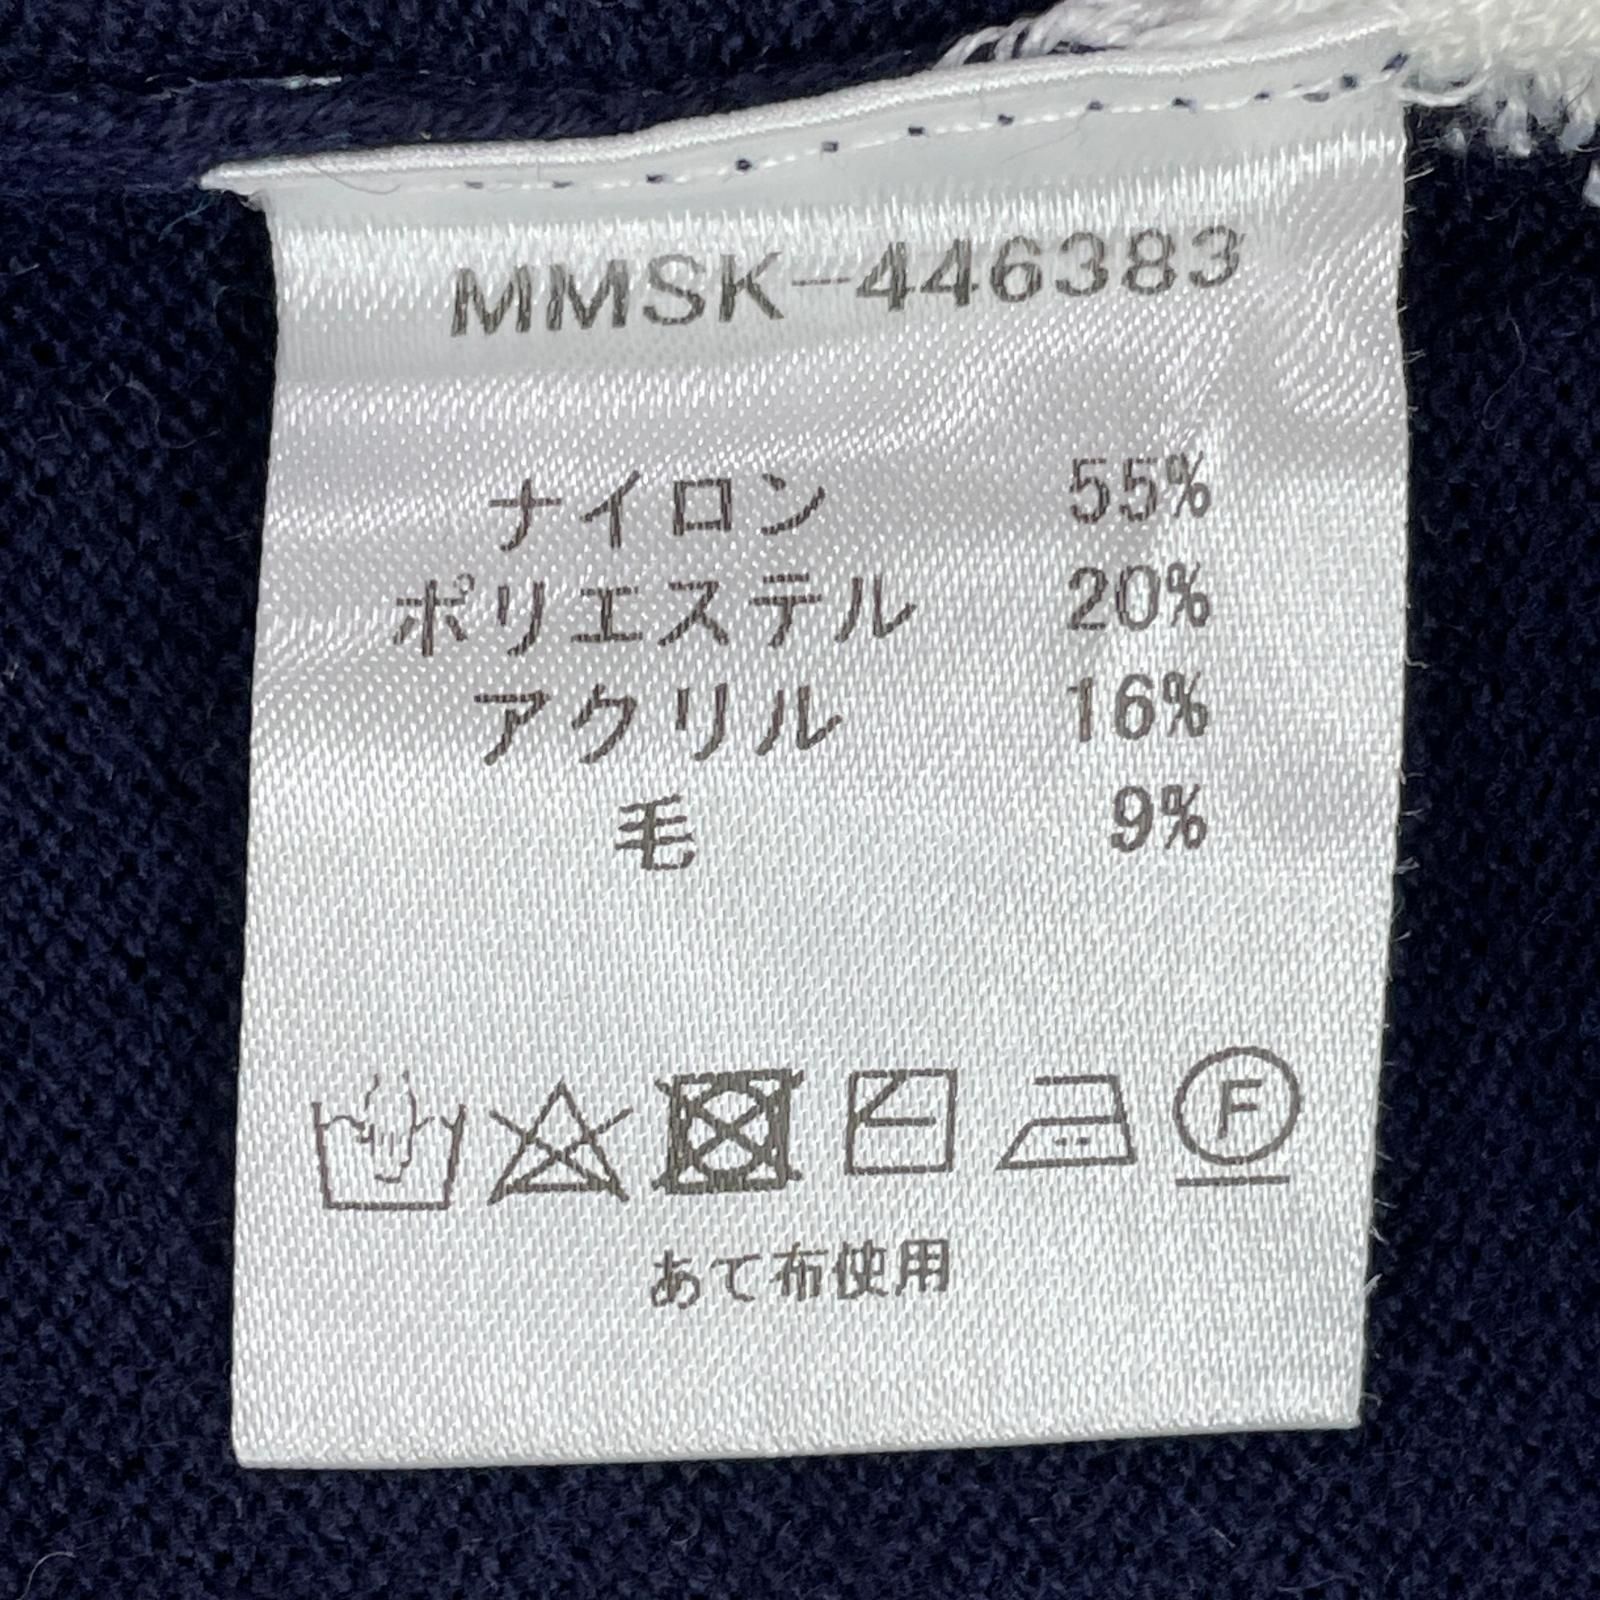 MMSK-446383
ナイロン 55%
ポリエステル 20%
アクリル 16%
毛 9%
F
あて布使用